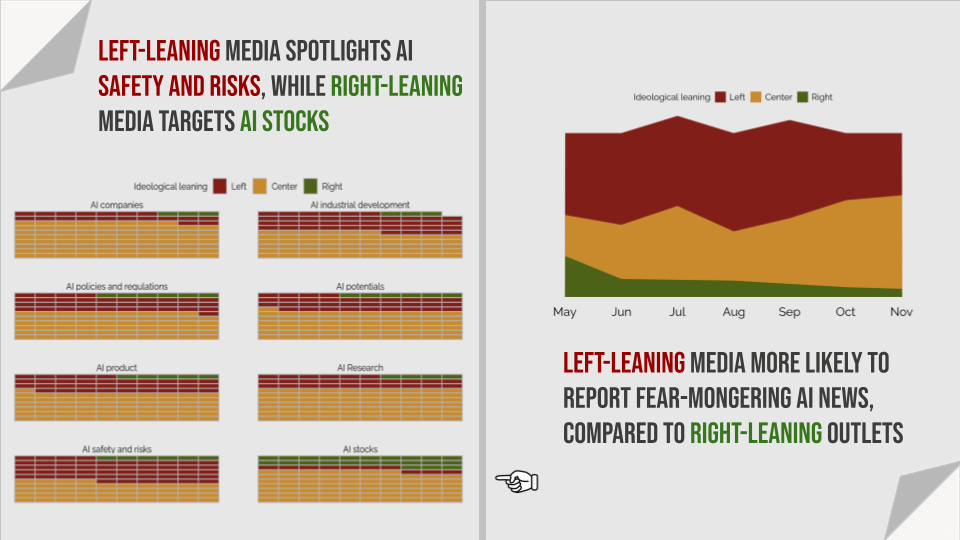 LEFT-LEANING MEDIA SPOTLIGHTS AI
SAFETY AND RISKS, WHILE RIGHT-LEANING
MEDIA TARGETS AI STOCKS
Ideological leaning Left Center Right
AI companies
AI industrial development
AI policies and regulations
AI potentials
AI product
AI Research
AI safety and risks
AI stocks
Ideological leaning Left Center Right
May Jun Jul Aug Sep Oct Nov
LEFT-LEANING MEDIA MORE LIKELY TO
REPORT FEAR-MONGERING AI NEWS,
COMPARED TO RIGHT-LEANING OUTLETS